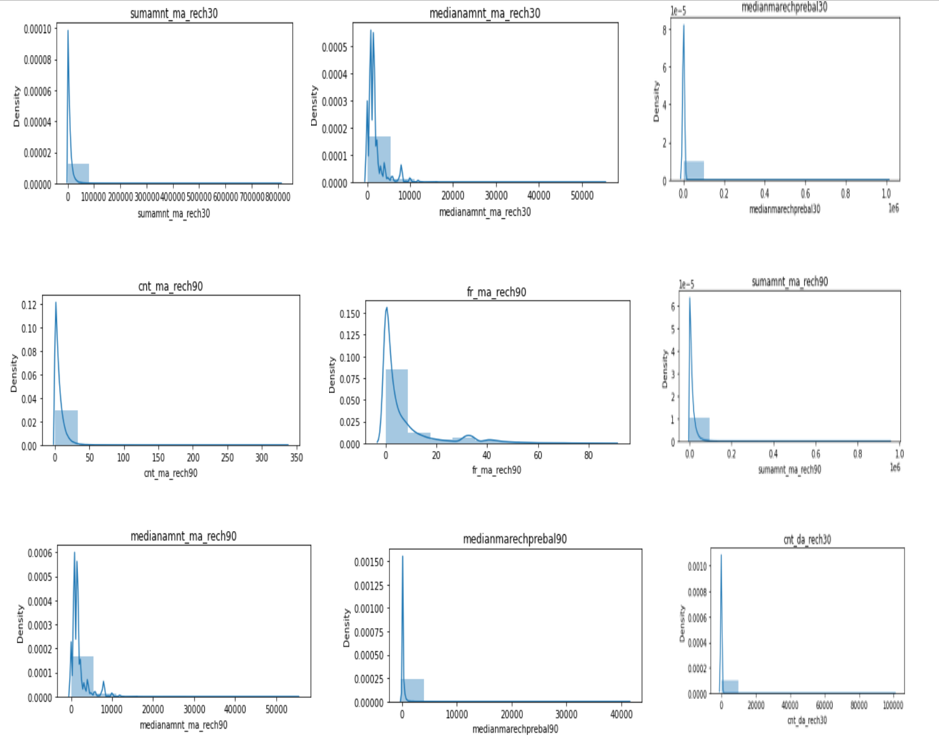 sumamnt_ma_rech30
0.00010
0.00008
0.00006
0.00004
0.00002
0.00000
Density
0 100000200000300000400000500000600000700000800000
sumamnt_ma_rech30
medianamnt_ma_rech30
0.0005
0.0004
0.0003
0.0002
0.0001
0.0000
Density
0 10000 20000 30000 40000 50000
medianamnt_ma_rech30
medianmarechprebal30
1e-5
8
6
4
2
0
Density
0.0 0.2 0.4 0.6 0.8 1.0
1e6
medianmarechprebal30
cnt_ma_rech90
0.12
0.10
0.08
0.06
0.04
0.02
0.00
Density
0 50 100 150 200 250 300 350
cnt_ma_rech90
fr_ma_rech90
0.150
0.125
0.100
0.075
0.050
0.025
0.000
Density
0 20 40 60 80
fr_ma_rech90
sumamnt_ma_rech90
1e-5
6
5
4
3
2
1
0
Density
0.0 0.2 0.4 0.6 0.8 1.0
1e6
sumamnt_ma_rech90
medianamnt_ma_rech90
0.0006
0.0005
0.0004
0.0003
0.0002
0.0001
0.0000
Density
0 10000 20000 30000 40000 50000
medianamnt_ma_rech90
medianmarechprebal90
0.00150
0.00125
0.00100
0.00075
0.00050
0.00025
0.00000
Density
0 10000 20000 30000 40000
medianmarechprebal90
cnt_da_rech30
0.0010
0.0008
0.0006
0.0004
0.0002
0.0000
Density
0 20000 40000 60000 80000 100000
cnt_da_rech30